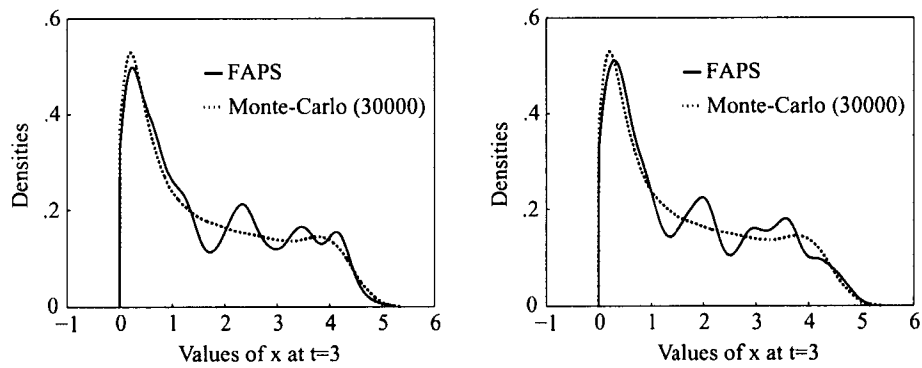 .6
.4
.2
0
Densities
FAPS
Monte-Carlo (30000)
−1 0 1 2 3 4 5 6
Values of x at t=3
.6
.4
.2
0
Densities
FAPS
Monte-Carlo (30000)
−1 0 1 2 3 4 5 6
Values of x at t=3